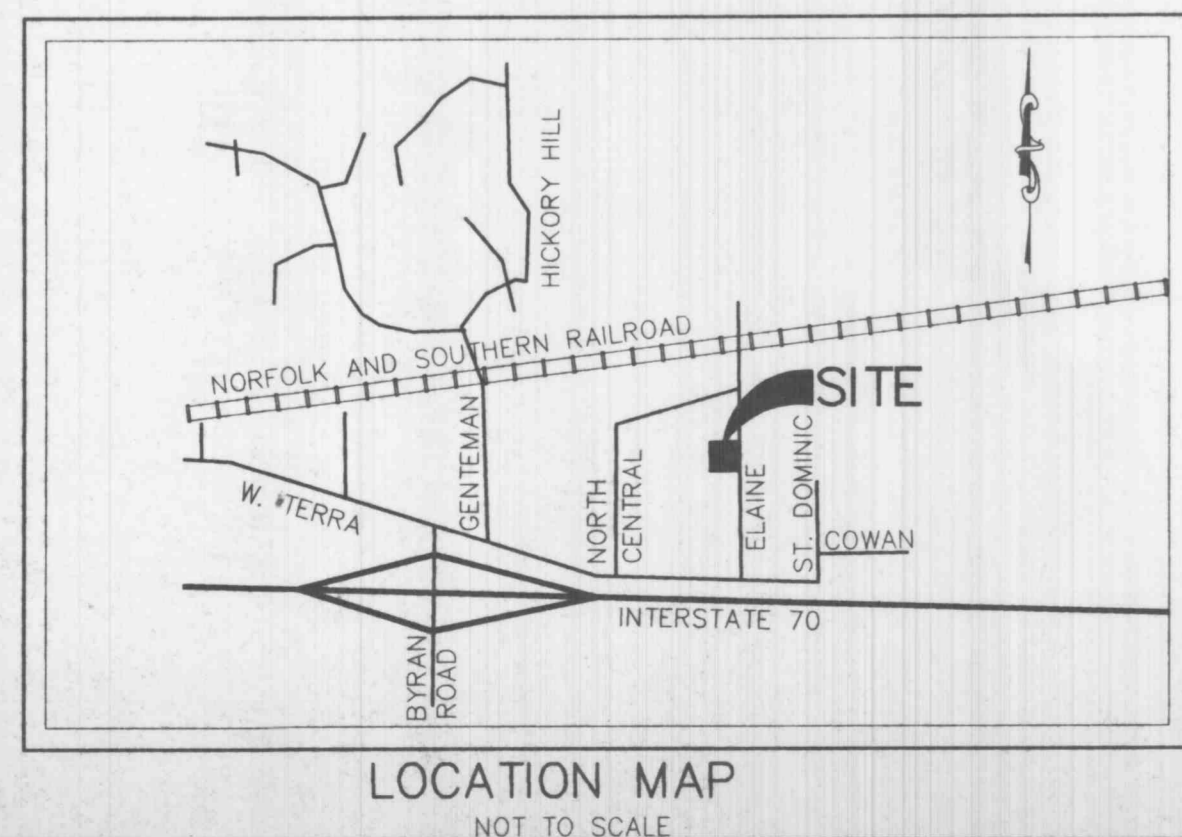 HICKORY HILL
NORFOLK AND SOUTHERN RAILROAD
SITE
GENTEMAN
NORTH
CENTRAL
ELAINE
ST. DOMINIC
COWAN
W. TERRA
INTERSTATE 70
BYRAN
ROAD
LOCATION MAP
NOT TO SCALE